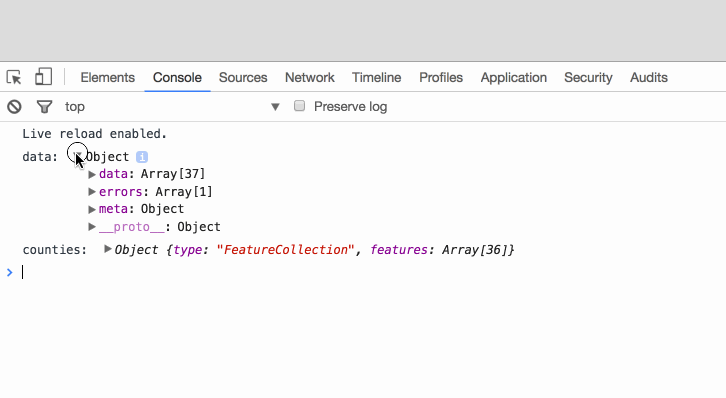 Elements Console Sources Network Timeline Profiles Application Security Audits
top ▼ Preserve log
Live reload enabled.
data: ▼Object i
▶data: Array[37]
▶errors: Array[1]
▶meta: Object
▶__proto__: Object
counties: ▶Object {type: "FeatureCollection", features: Array[36]}
>